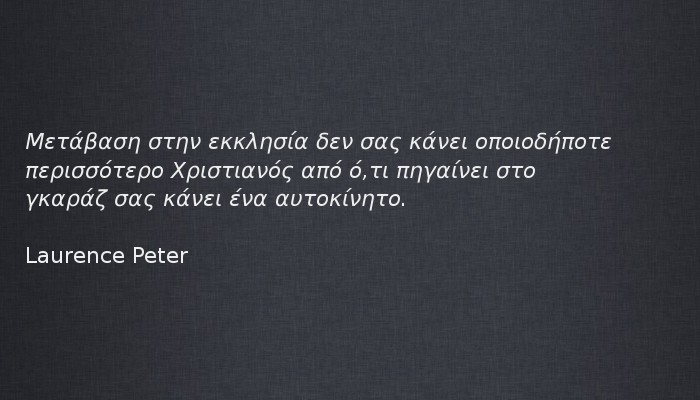 Μετάβαση στην εκκλησία δεν σας κάνει οποιοδήποτε
περισσότερο Χριστιανός από ό,τι πηγαίνει στο
γκαράζ σας κάνει ένα αυτοκίνητο.
Laurence Peter